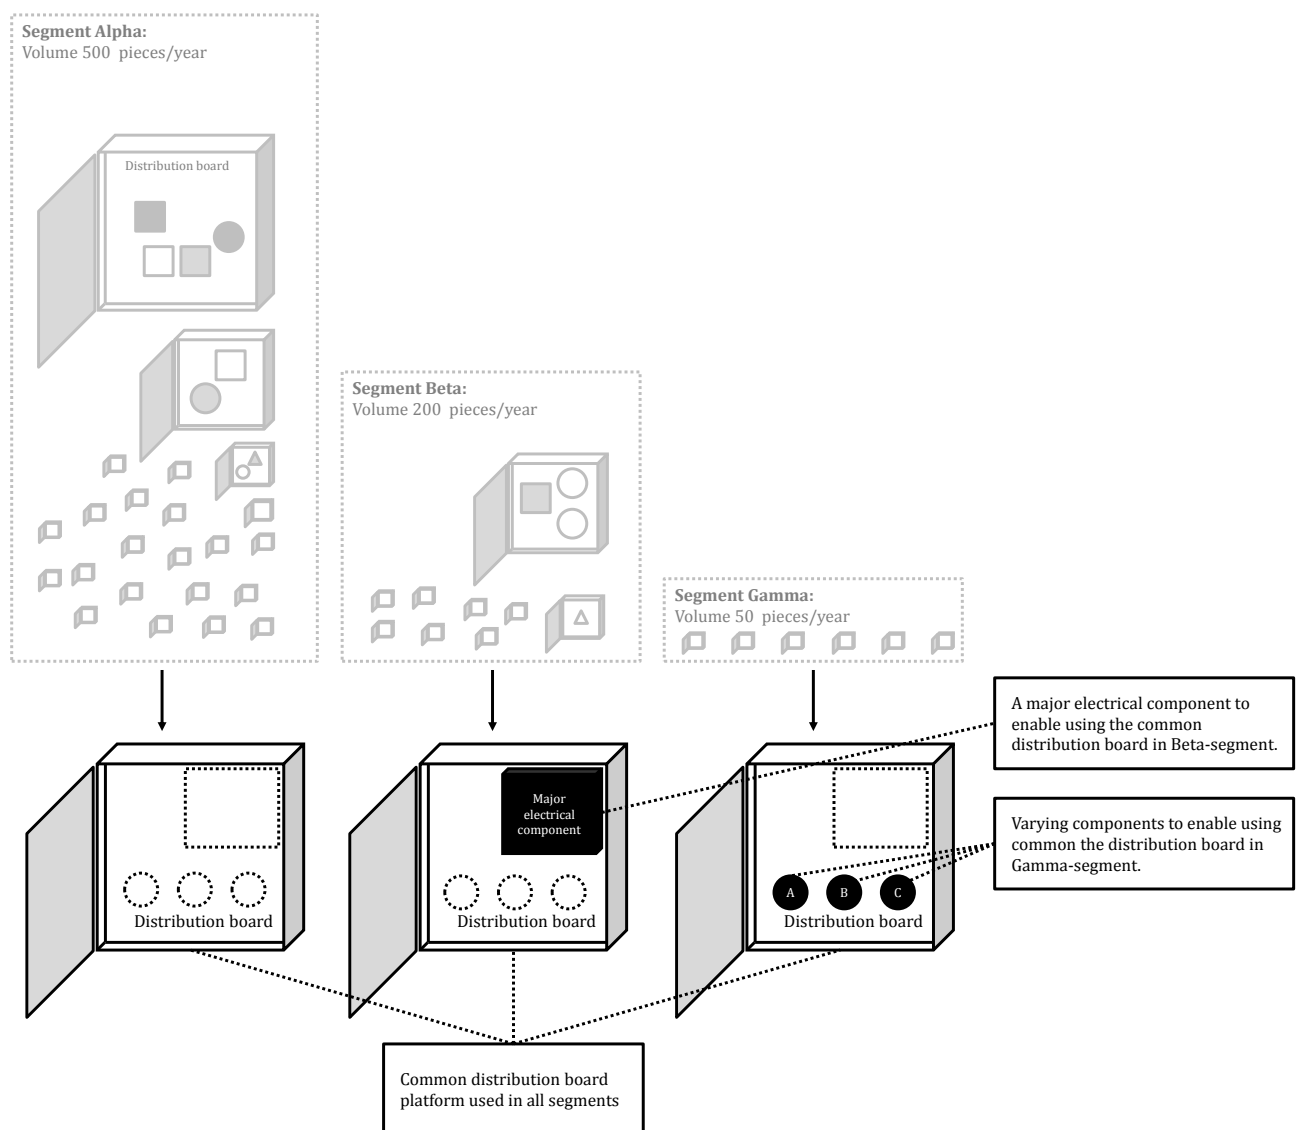 Segment Alpha:
Volume 500 pieces/year
Distribution board
Segment Beta:
Volume 200 pieces/year
Segment Gamma:
Volume 50 pieces/year
A major electrical component to
enable using the common
distribution board in Beta-segment.
Major
electrical
component
Varying components to enable using
common the distribution board in
Gamma-segment.
A
B
C
Distribution board
Distribution board
Distribution board
Common distribution board
platform used in all segments